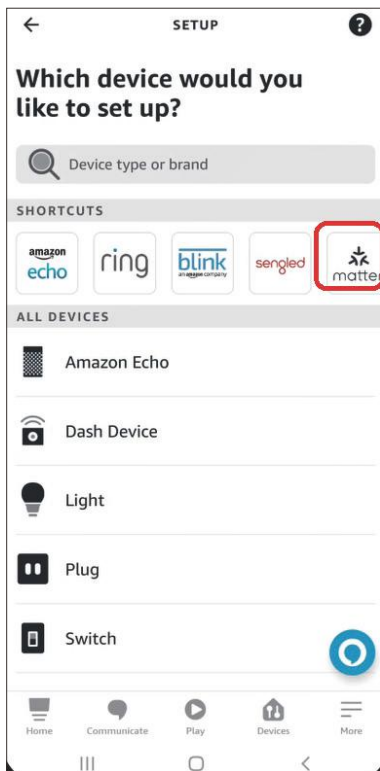 SETUP
?
Which device would you
like to set up?
Device type or brand
SHORTCUTS
amazon
echo
ring
blink
an amazon company
sengled
matter
ALL DEVICES
Amazon Echo
Dash Device
Light
Plug
Switch
Home Communicate Play Devices More